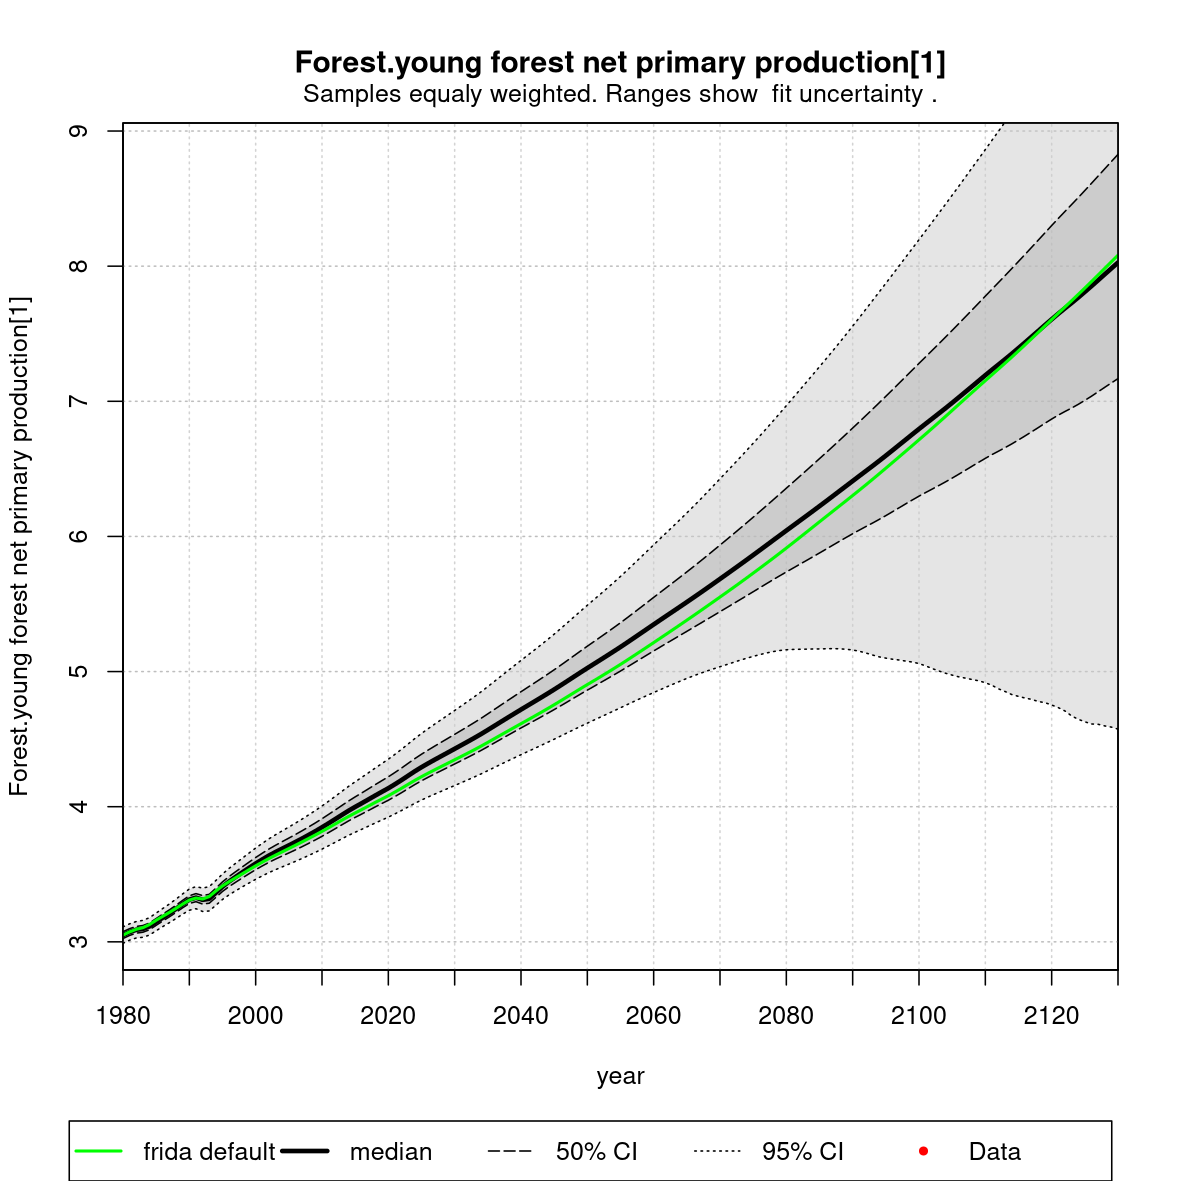 Forest.young forest net primary production[1]
Samples equaly weighted. Ranges show  fit uncertainty .
Forest.young forest net primary production[1]
9
8
7
6
5
4
3
1980 2000 2020 2040 2060 2080 2100 2120
year
frida default median 50% CI 95% CI Data